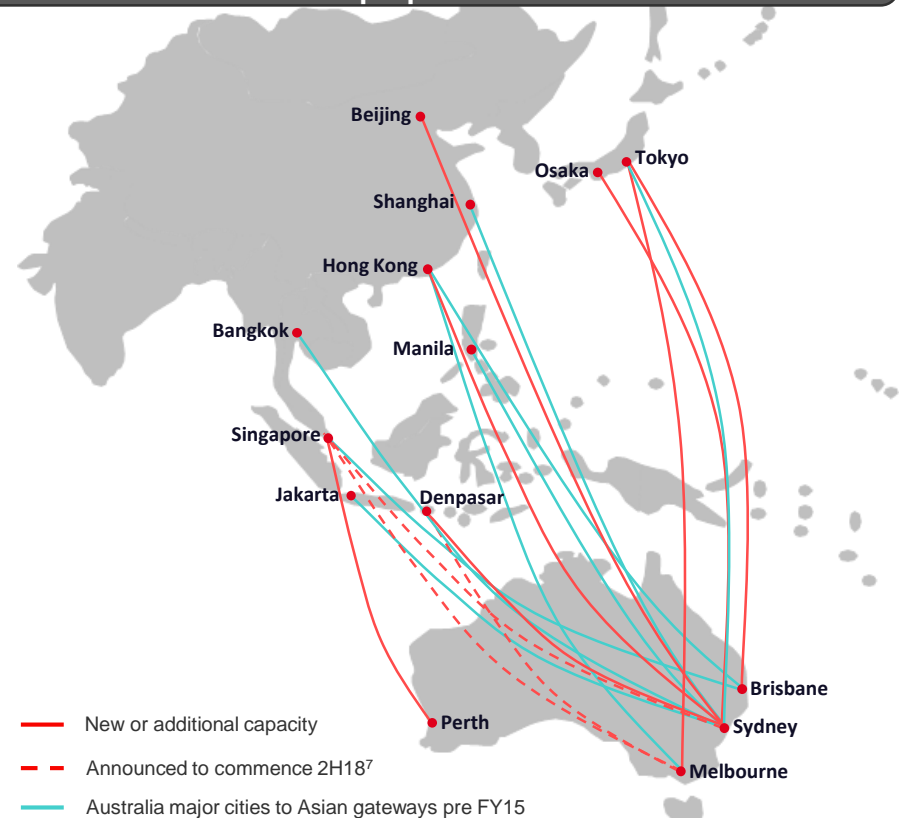 Beijing
Tokyo
Osaka
Shanghai
Hong Kong
Bangkok
Manila
Singapore
Jakarta
Denpasar
Brisbane
Perth
Sydney
Melbourne
New or additional capacity
Announced to commence 2H18⁷
Australia major cities to Asian gateways pre FY15